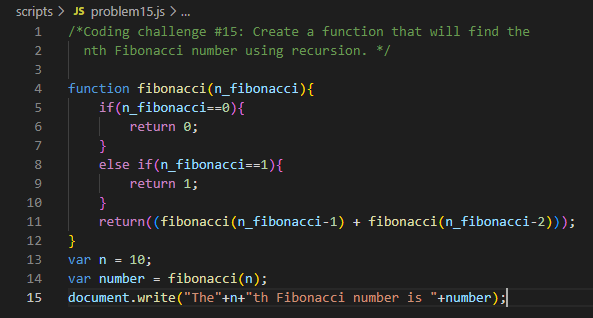 scripts > JS problem15.js > ...
1 /*Coding challenge #15: Create a function that will find the
2 nth Fibonacci number using recursion. */
3
4 function fibonacci(n_fibonacci){
5 if(n_fibonacci==0){
6 return 0;
7 }
8 else if(n_fibonacci==1){
9 return 1;
10 }
11 return((fibonacci(n_fibonacci-1) + fibonacci(n_fibonacci-2)));
12 }
13 var n = 10;
14 var number = fibonacci(n);
15 document.write("The"+n+"th Fibonacci number is "+number);